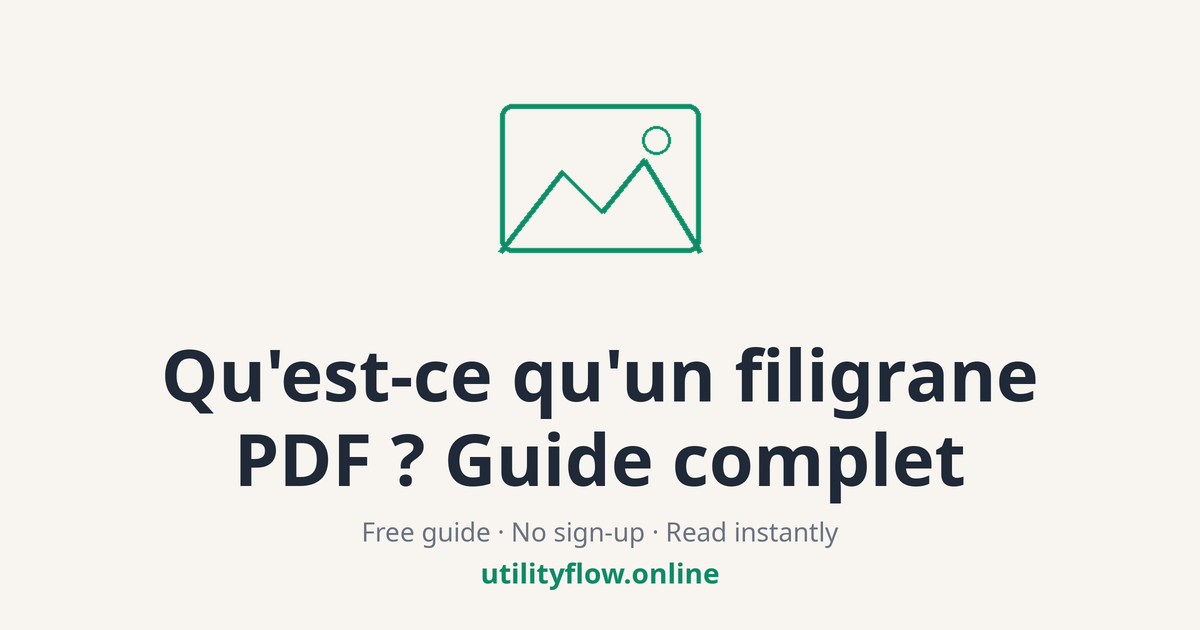 Qu'est-ce qu'un filigrane
PDF ? Guide complet
Free guide · No sign-up · Read instantly
utilityflow.online